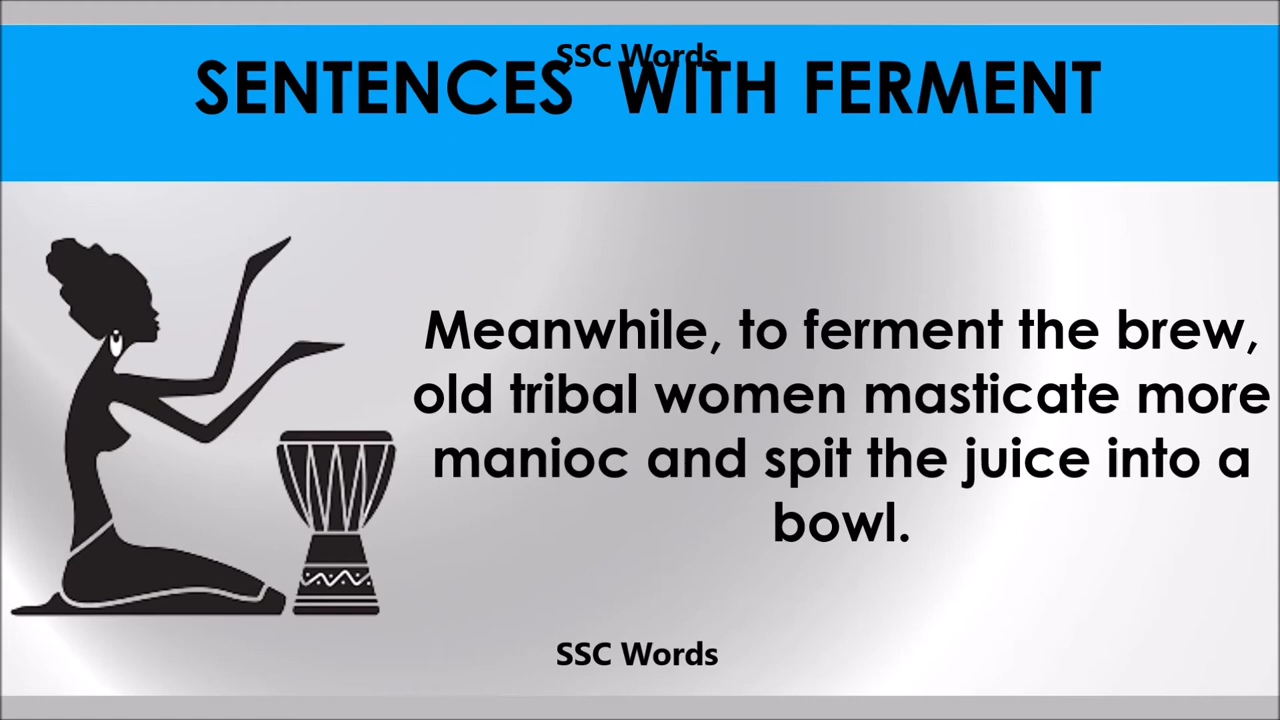 SSC Words
SENTENCES WITH FERMENT
Meanwhile, to ferment the brew,
old tribal women masticate more
manioc and spit the juice into a
bowl.
SSC Words